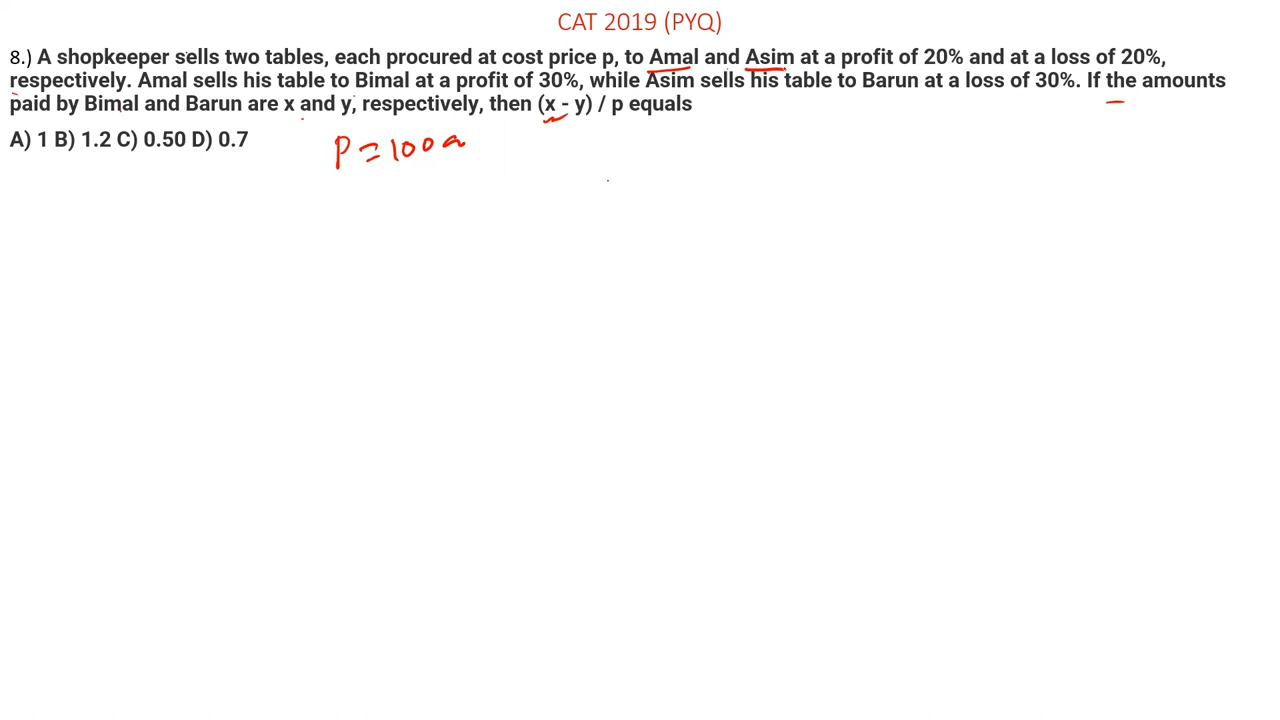 CAT 2019 (PYQ)
8.) A shopkeeper sells two tables, each procured at cost price p, to Amal and Asim at a profit of 20% and at a loss of 20%,
respectively. Amal sells his table to Bimal at a profit of 30%, while Asim sells his table to Barun at a loss of 30%. If the amounts
paid by Bimal and Barun are x and y, respectively, then (x - y) / p equals
A) 1 B) 1.2 C) 0.50 D) 0.7
P = 100a